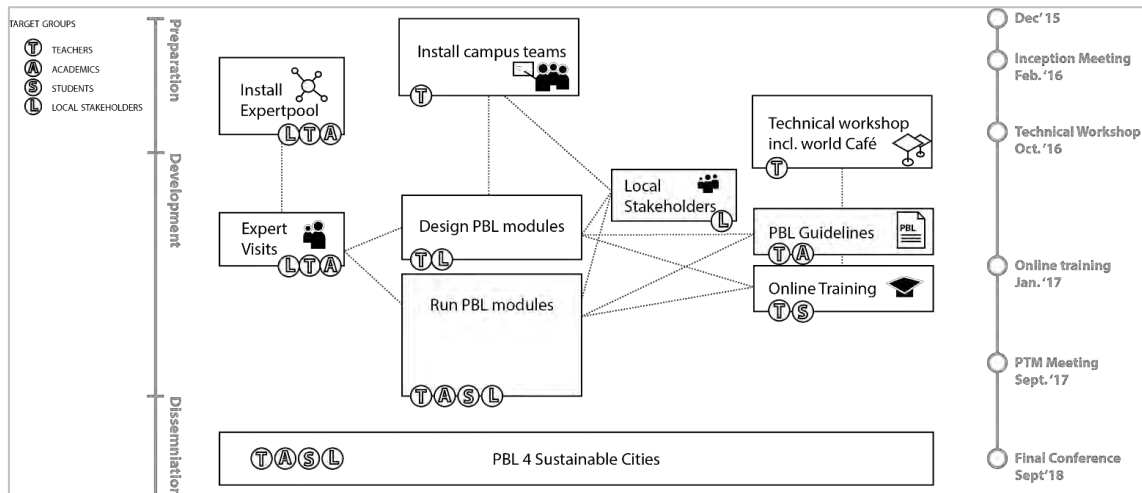 TARGET GROUPS
T TEACHERS
A ACADEMICS
S STUDENTS
L LOCAL STAKEHOLDERS
Preparation
Development
Dissemniation
Install
Expertpool
L T A
Install campus teams
T
Technical workshop
incl. world Café
T
Local
Stakeholders
L
Expert
Visits
L T A
Design PBL modules
T L
PBL Guidelines
PBL
T A
Run PBL modules
T A S L
Online Training
T S
T A S L PBL 4 Sustainable Cities
Dec' 15
Inception Meeting
Feb. '16
Technical Workshop
Oct. '16
Online training
Jan. '17
PTM Meeting
Sept. '17
Final Conference
Sept'18